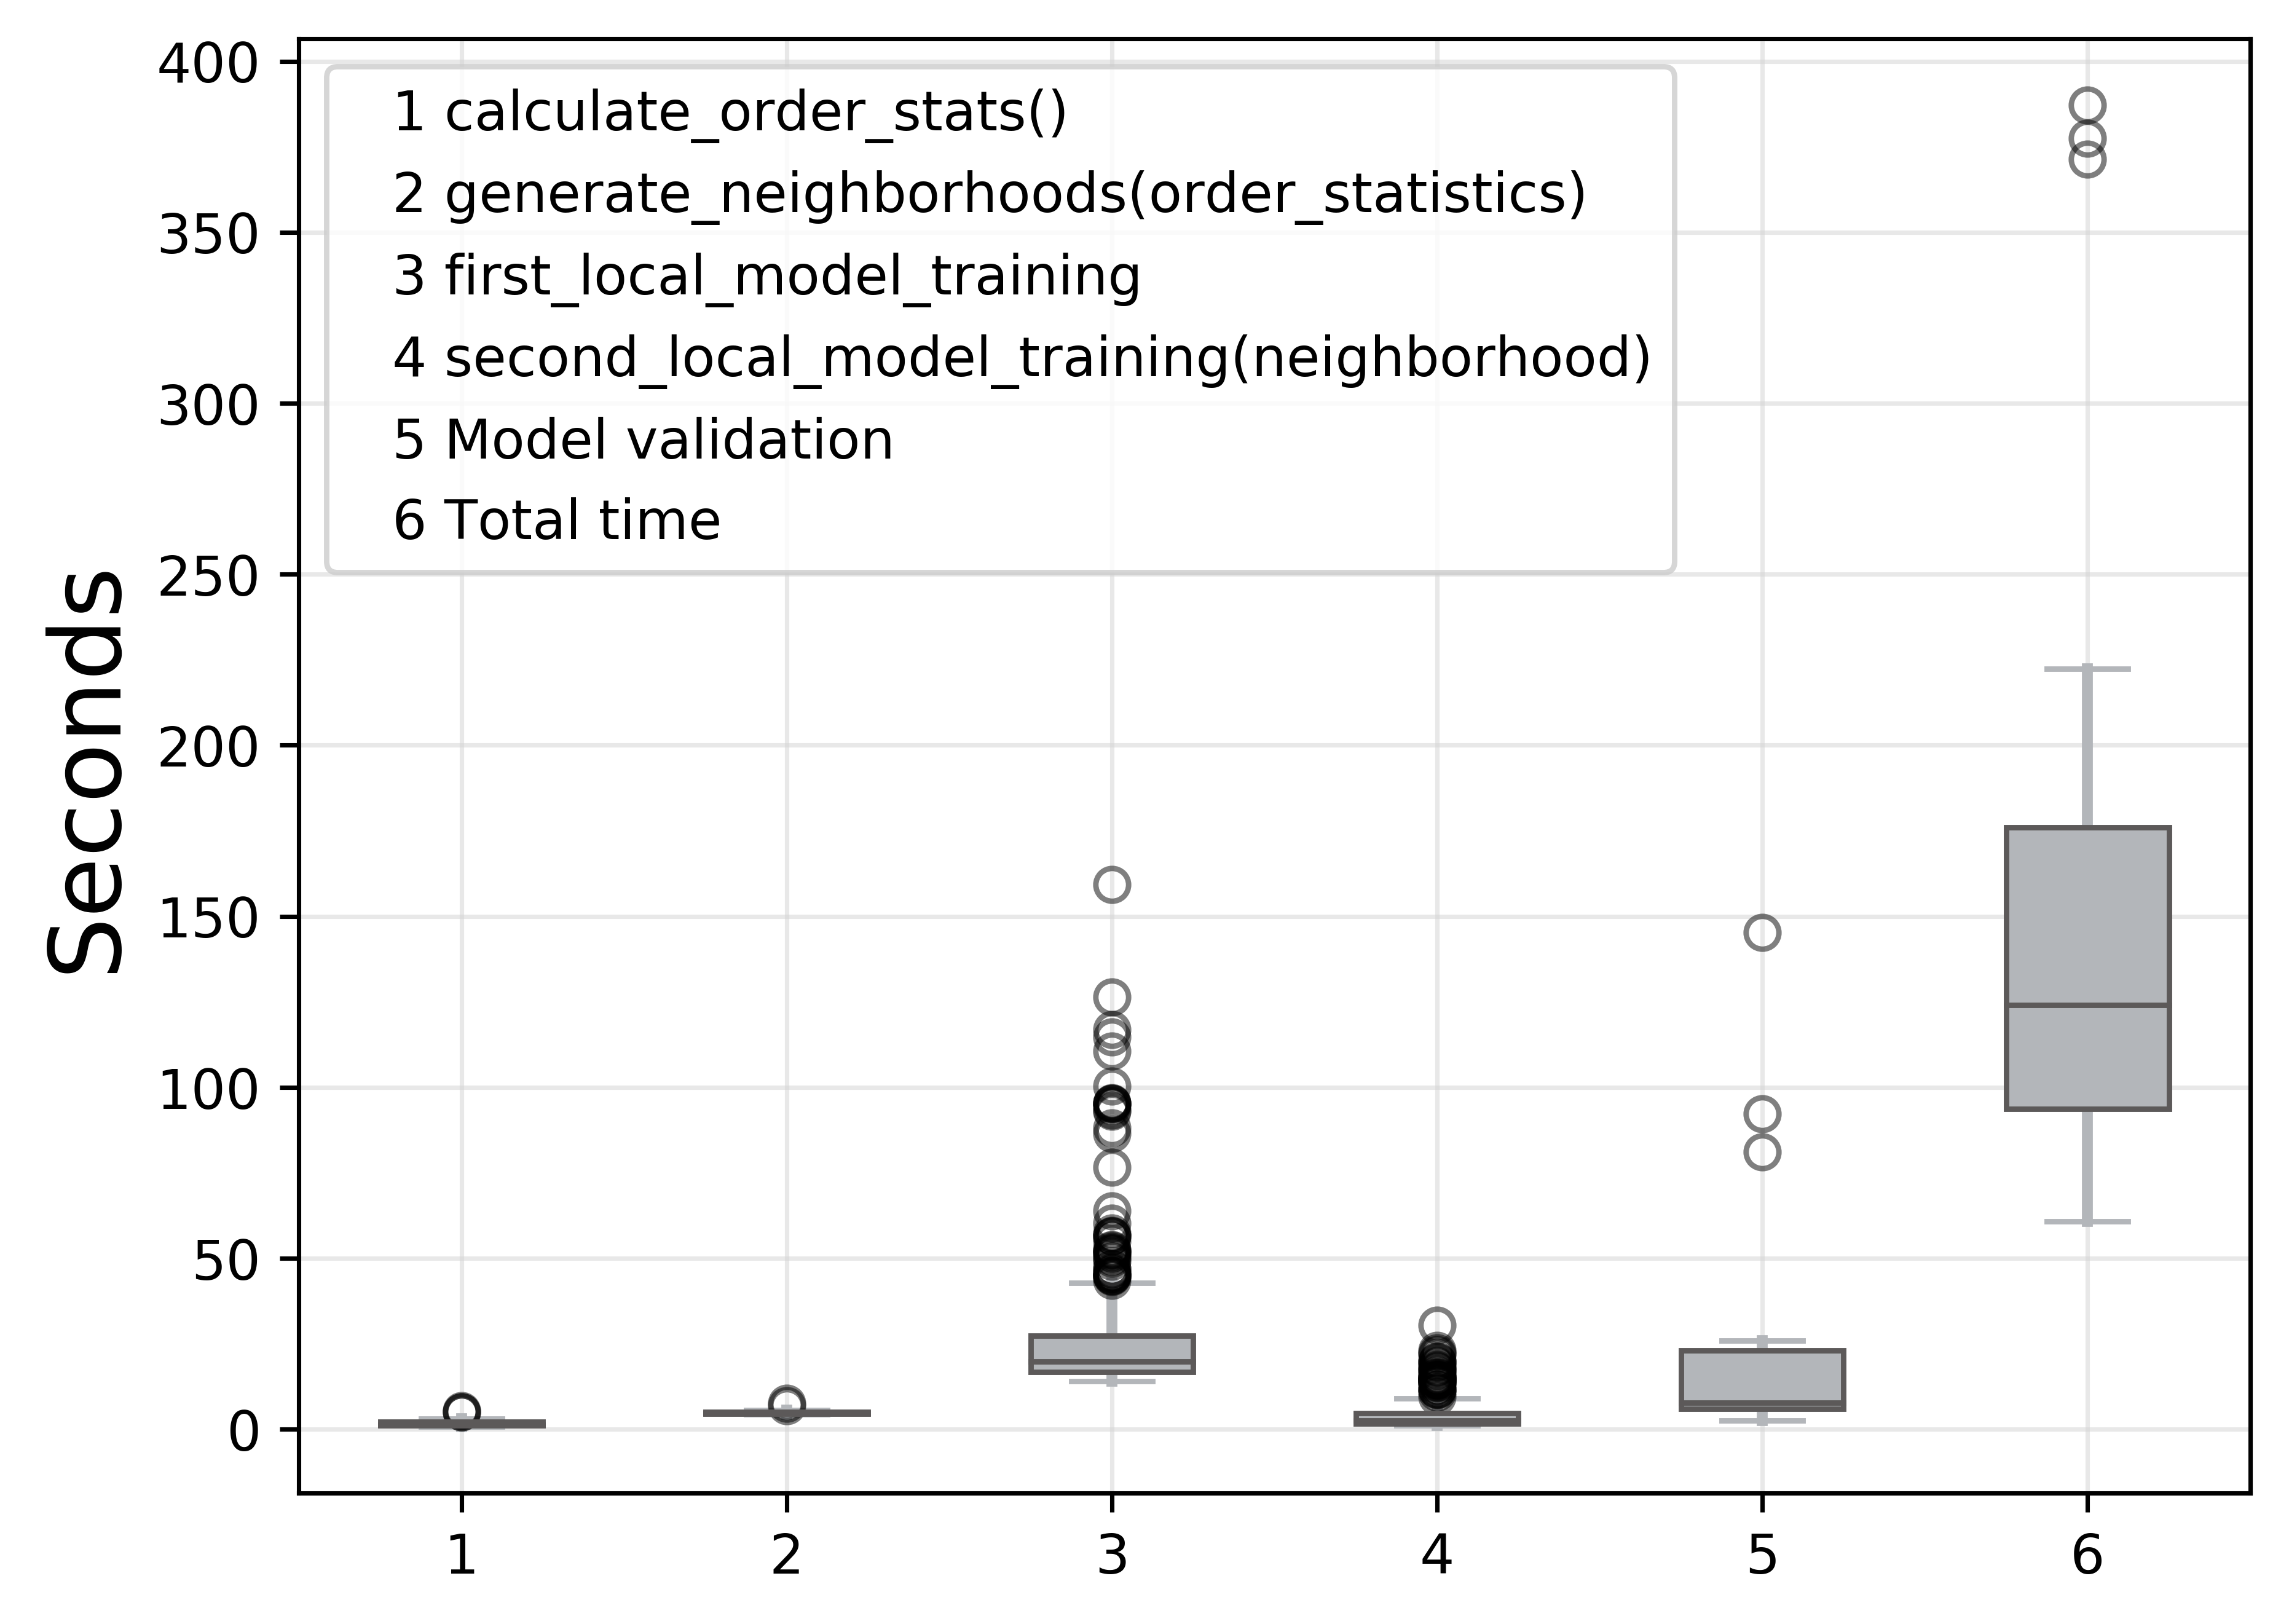 Seconds
400
350
300
250
200
150
100
50
0
1 calculate_order_stats()
2 generate_neighborhoods(order_statistics)
3 first_local_model_training
4 second_local_model_training(neighborhood)
5 Model validation
6 Total time
1 2 3 4 5 6